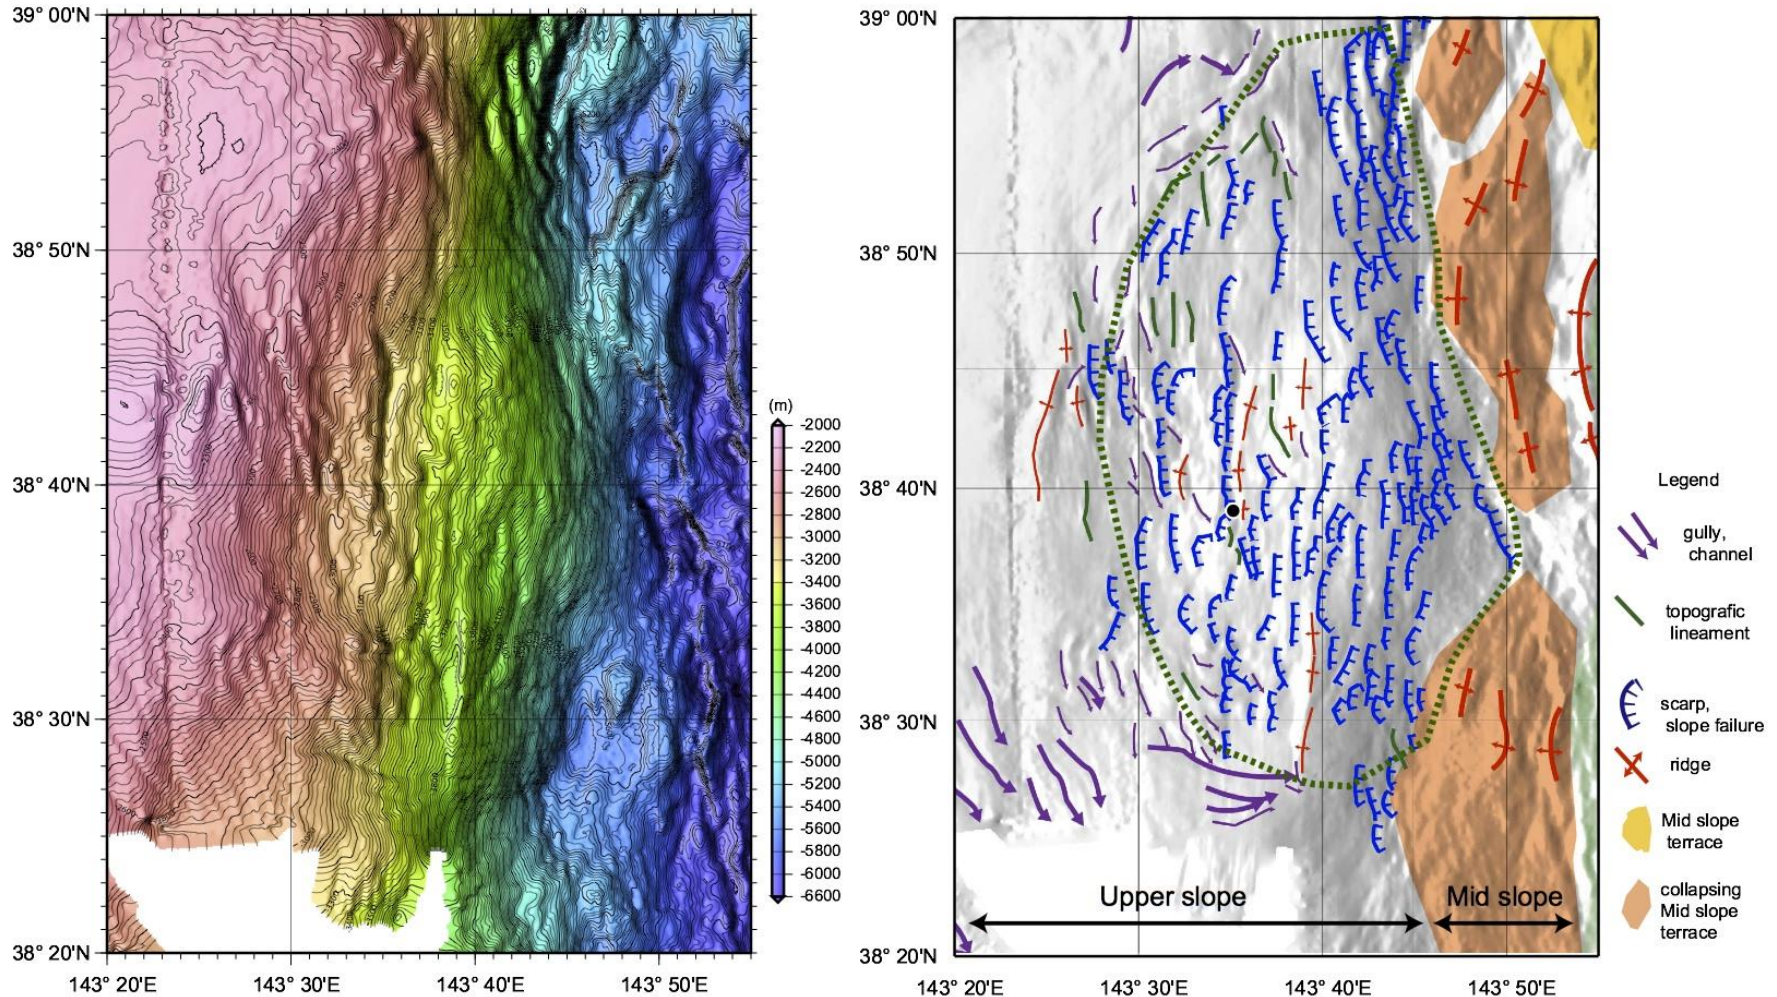 39° 00'N
38° 50'N
38° 40'N
38° 30'N
38° 20'N
143° 20'E
143° 30'E
143° 40'E
143° 50'E
(m)
-2000
-2200
-2400
-2600
-2800
-3000
-3200
-3400
-3600
-3800
-4000
-4200
-4400
-4600
-4800
-5000
-5200
-5400
-5600
-5800
-6000
-6600
39° 00'N
38° 50'N
38° 40'N
38° 30'N
38° 20'N
143° 20'E
143° 30'E
143° 40'E
143° 50'E
Upper slope
Mid slope
Legend
gully,
channel
topografic
lineament
scarp,
slope failure
ridge
Mid slope
terrace
collapsing
Mid slope
terrace